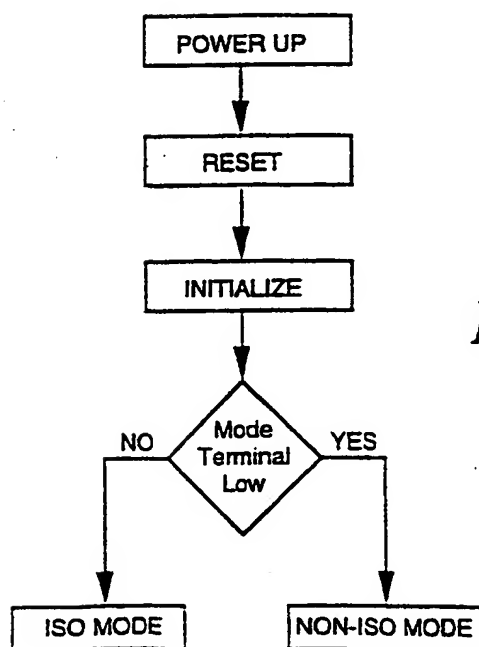 POWER UP
RESET
INITIALIZE
Mode
Terminal
Low
NO
YES
ISO MODE
NON-ISO MODE